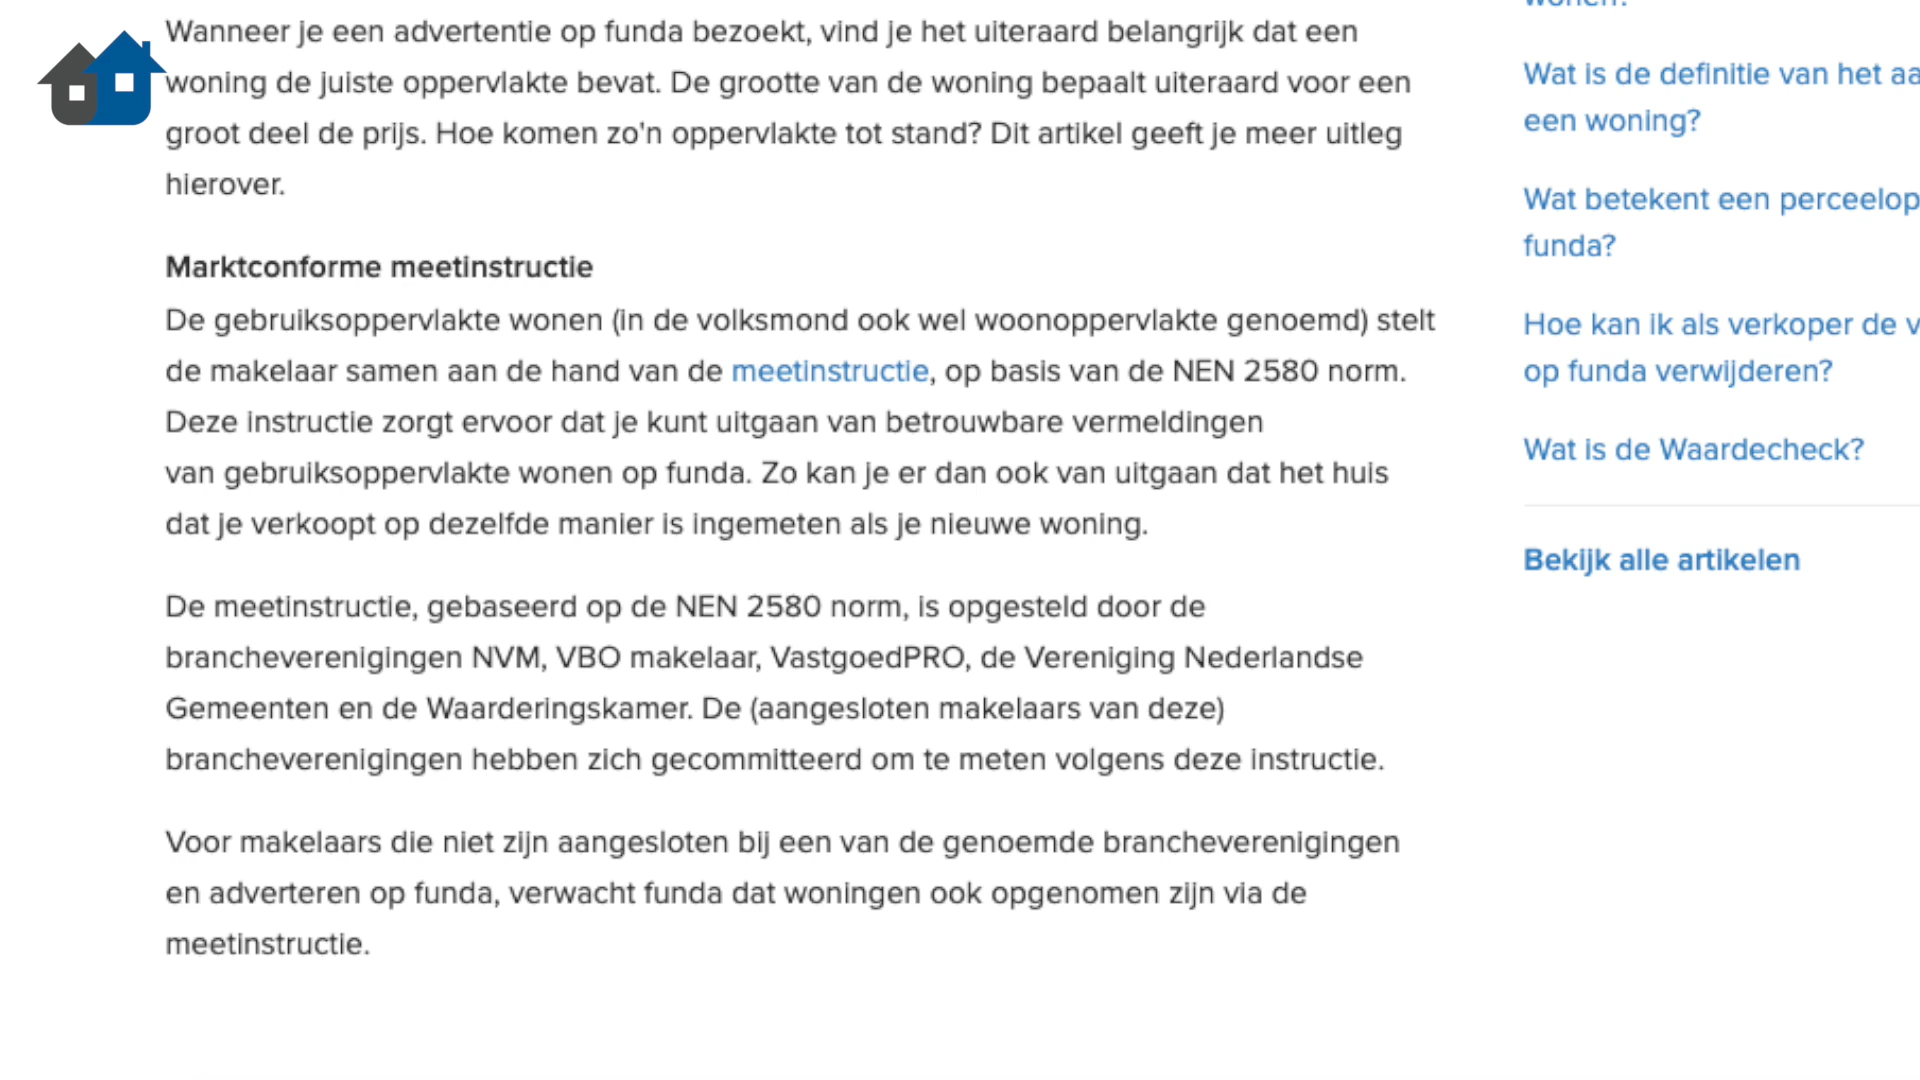 Wanneer je een advertentie op funda bezoekt, vind je het uiteraard belangrijk dat een
woning de juiste oppervlakte bevat. De grootte van de woning bepaalt uiteraard voor een
groot deel de prijs. Hoe komen zo'n oppervlakte tot stand? Dit artikel geeft je meer uitleg
hierover.
Marktconforme meetinstructie
De gebruiksoppervlakte wonen (in de volksmond ook wel woonoppervlakte genoemd) stelt
de makelaar samen aan de hand van de meetinstructie, op basis van de NEN 2580 norm.
Deze instructie zorgt ervoor dat je kunt uitgaan van betrouwbare vermeldingen
van gebruiksoppervlakte wonen op funda. Zo kan je er dan ook van uitgaan dat het huis
dat je verkoopt op dezelfde manier is ingemeten als je nieuwe woning.
De meetinstructie, gebaseerd op de NEN 2580 norm, is opgesteld door de
brancheverenigingen NVM, VBO makelaar, VastgoedPRO, de Vereniging Nederlandse
Gemeenten en de Waarderingskamer. De (aangesloten makelaars van deze)
brancheverenigingen hebben zich gecommitteerd om te meten volgens deze instructie.
Voor makelaars die niet zijn aangesloten bij een van de genoemde brancheverenigingen
en adverteren op funda, verwacht funda dat woningen ook opgenomen zijn via de
meetinstructie.
wonen?
Wat is de definitie van het aa
een woning?
Wat betekent een perceelop
funda?
Hoe kan ik als verkoper de v
op funda verwijderen?
Wat is de Waardecheck?
Bekijk alle artikelen